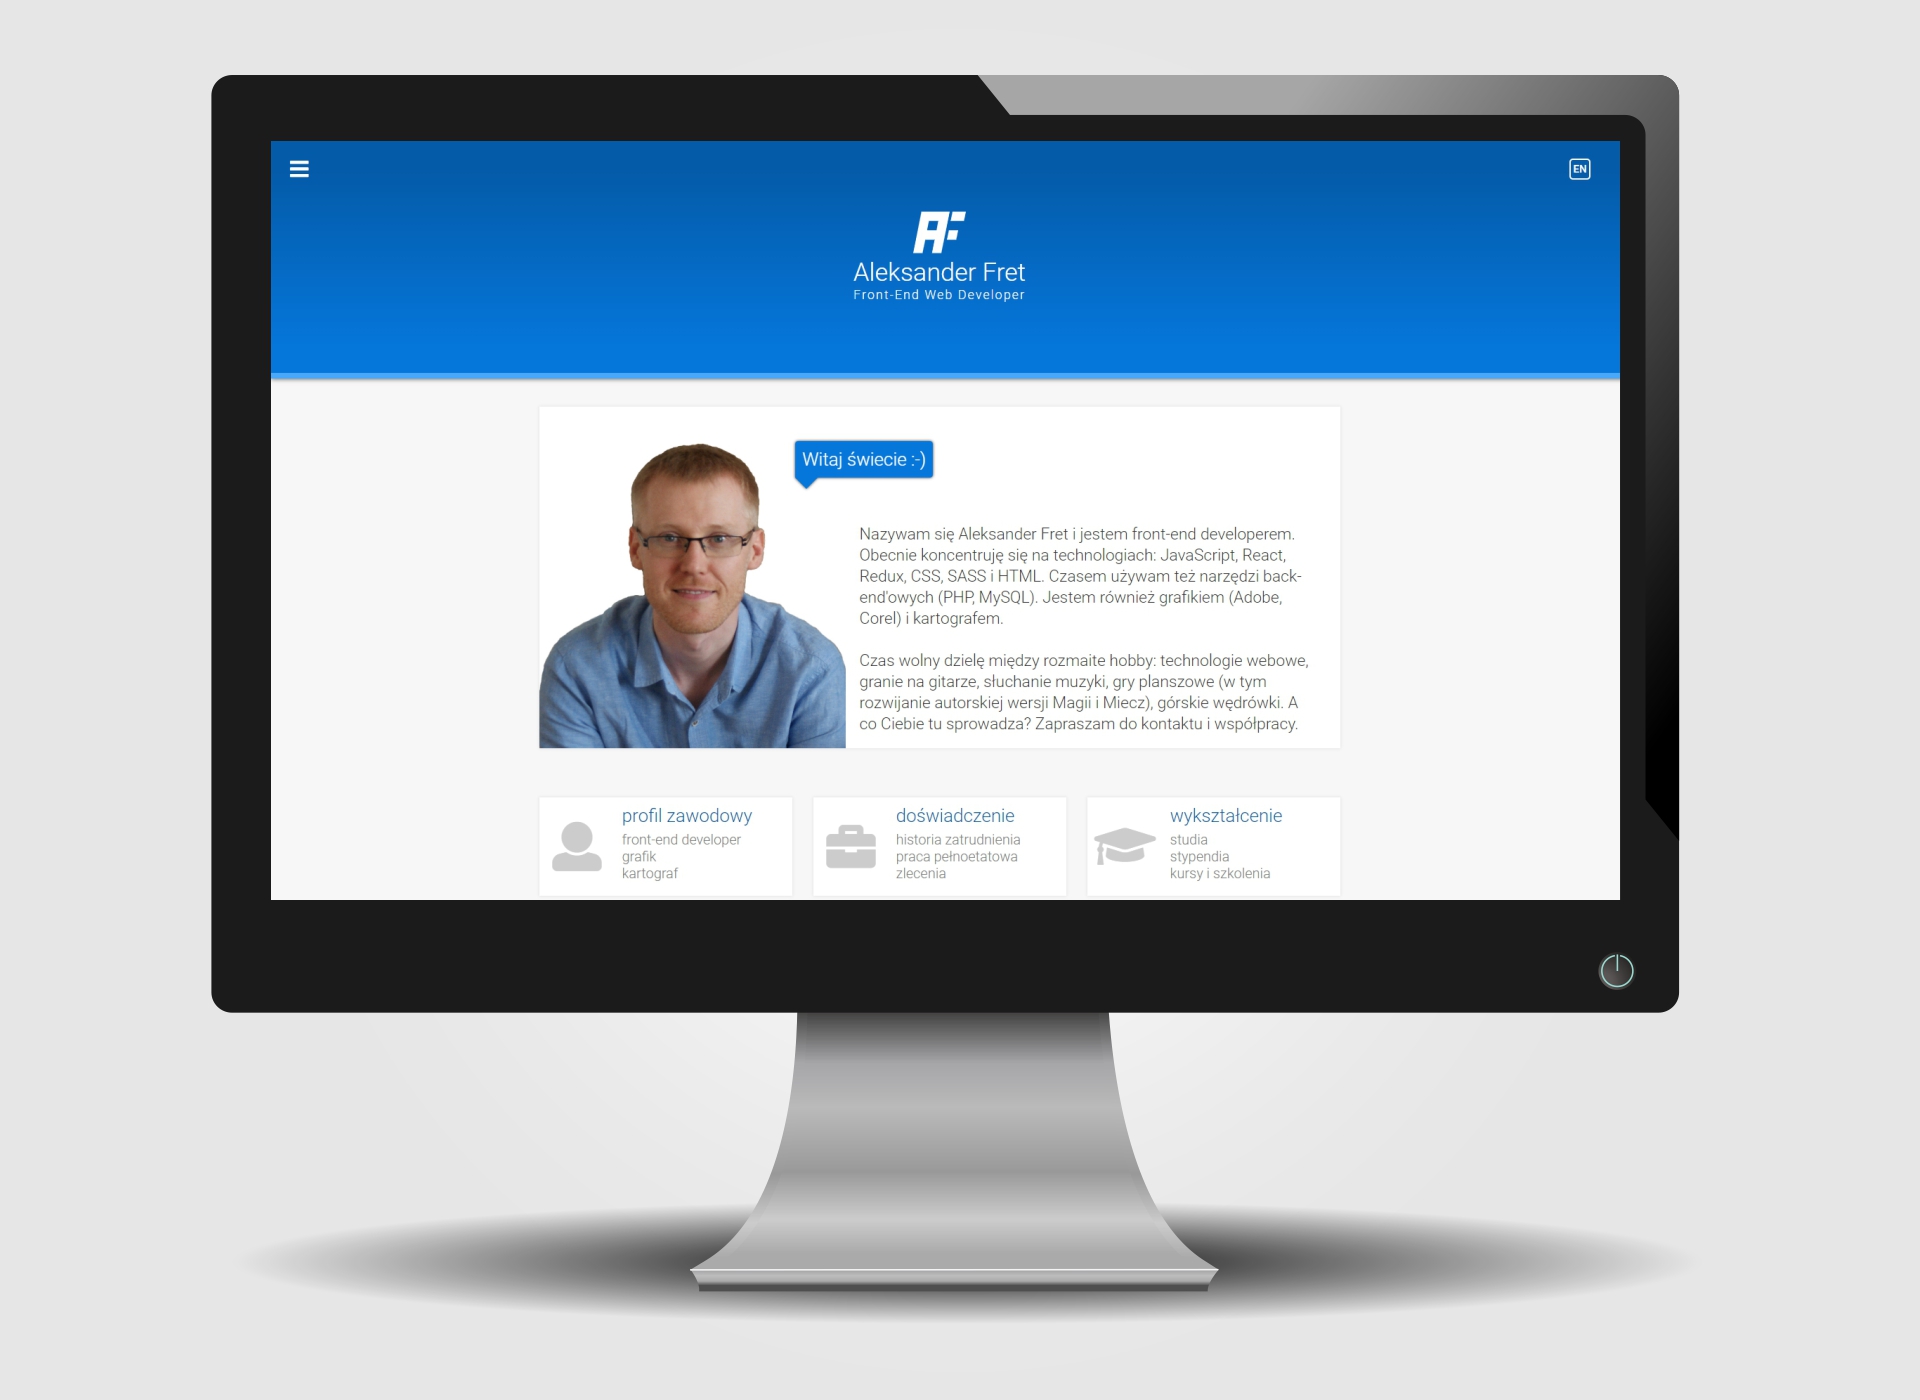 EN
AF
Aleksander Fret
Front-End Web Developer
Witaj świecie :-)
Nazywam się Aleksander Fret i jestem front-end developerem.
Obecnie koncentruję się na technologiach: JavaScript, React,
Redux, CSS, SASS i HTML. Czasem używam też narzędzi back-
end'owych (PHP, MySQL). Jestem również grafikiem (Adobe,
Corel) i kartografem.
Czas wolny dzielę między rozmaite hobby: technologie webowe,
granie na gitarze, słuchanie muzyki, gry planszowe (w tym
rozwijanie autorskiej wersji Magii i Miecz), górskie wędrówki. A
co Ciebie tu sprowadza? Zapraszam do kontaktu i współpracy.
profil zawodowy
front-end developer
grafik
kartograf
doświadczenie
historia zatrudnienia
praca pełnoetatowa
zlecenia
wykształcenie
studia
stypendia
kursy i szkolenia